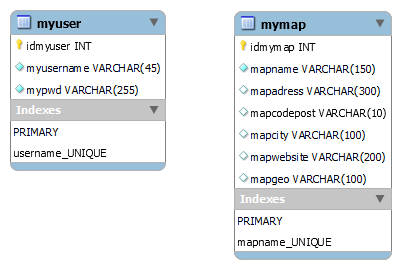 myuser
idmyuser INT
myusername VARCHAR(45)
mypwd VARCHAR(255)
Indexes
PRIMARY
username_UNIQUE
mymap
idmymap INT
mapname VARCHAR(150)
mapadress VARCHAR(300)
mapcodepost VARCHAR(10)
mapcity VARCHAR(100)
mapwebsite VARCHAR(200)
mapgeo VARCHAR(100)
Indexes
PRIMARY
mapname_UNIQUE